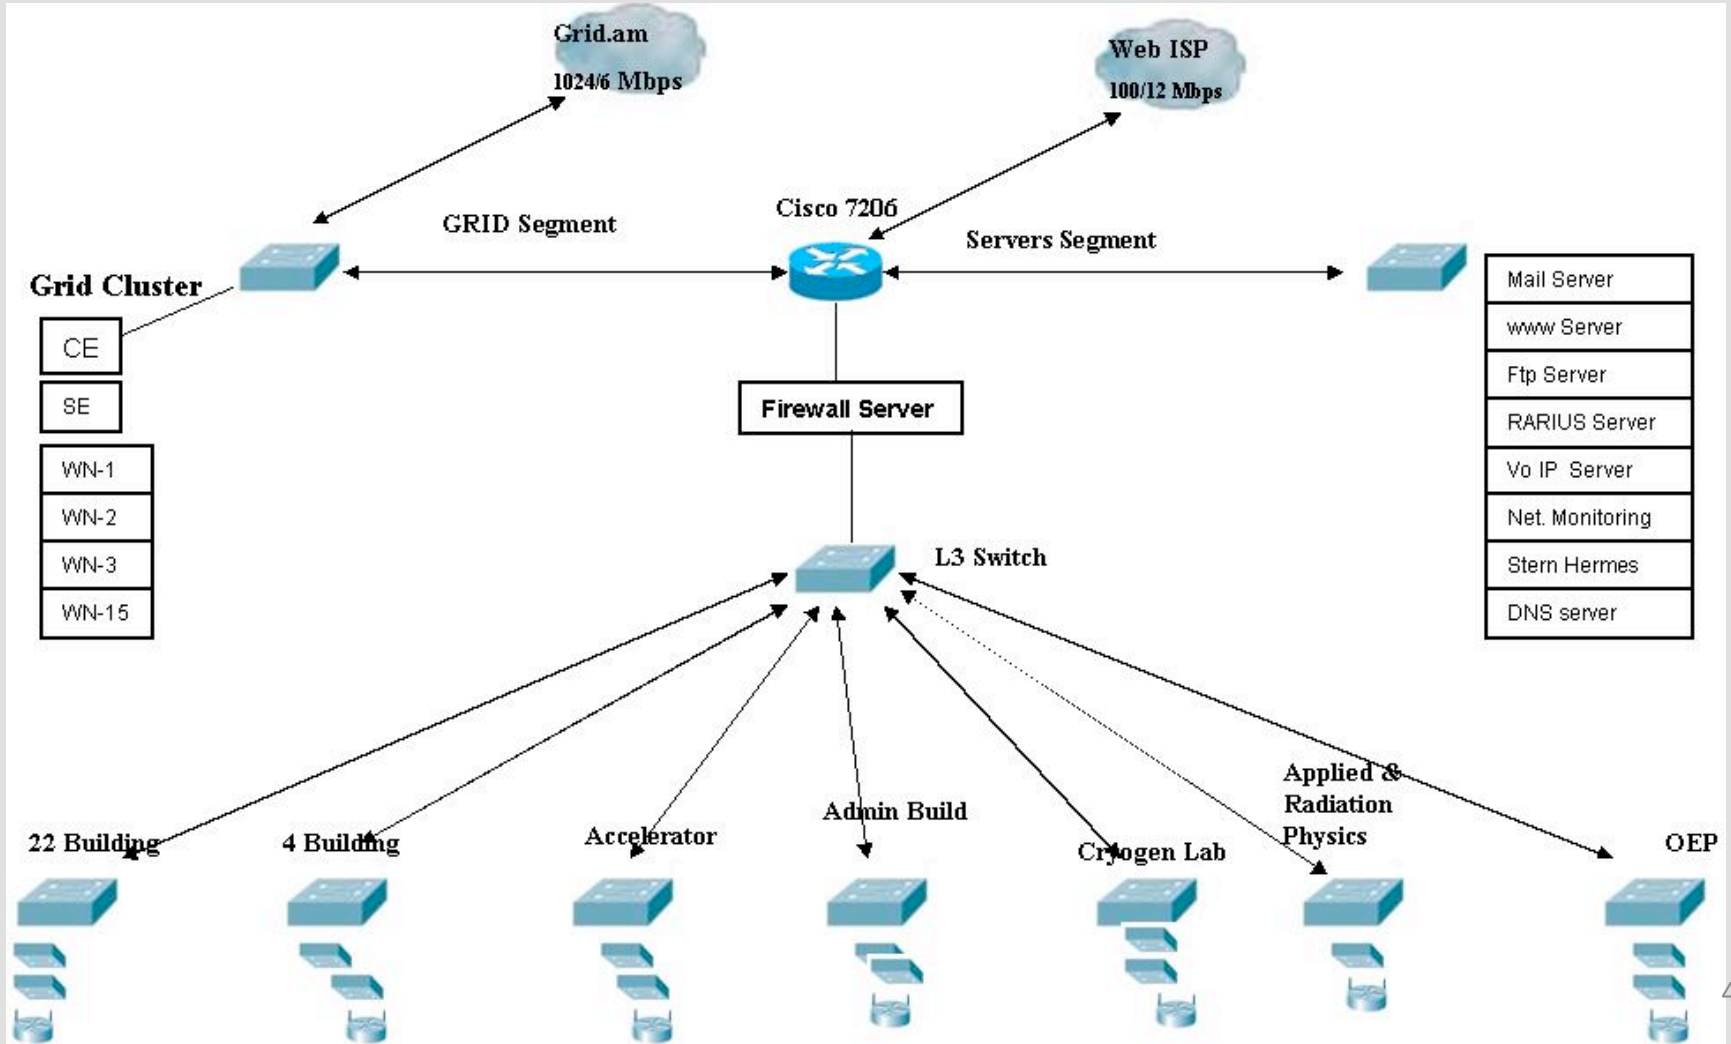 Grid.am
1024/6 Mbps
Web ISP
100/12 Mbps
Cisco 7206
GRID Segment
Servers Segment
Grid Cluster
CE
SE
WN-1
WN-2
WN-3
WN-15
Firewall Server
L3 Switch
Mail Server
www Server
Ftp Server
RARIUS Server
Vo IP Server
Net. Monitoring
Stern Hermes
DNS server
22 Building
4 Building
Accelerator
Admin Build
Cryogen Lab
Applied &
Radiation
Physics
OEP
4